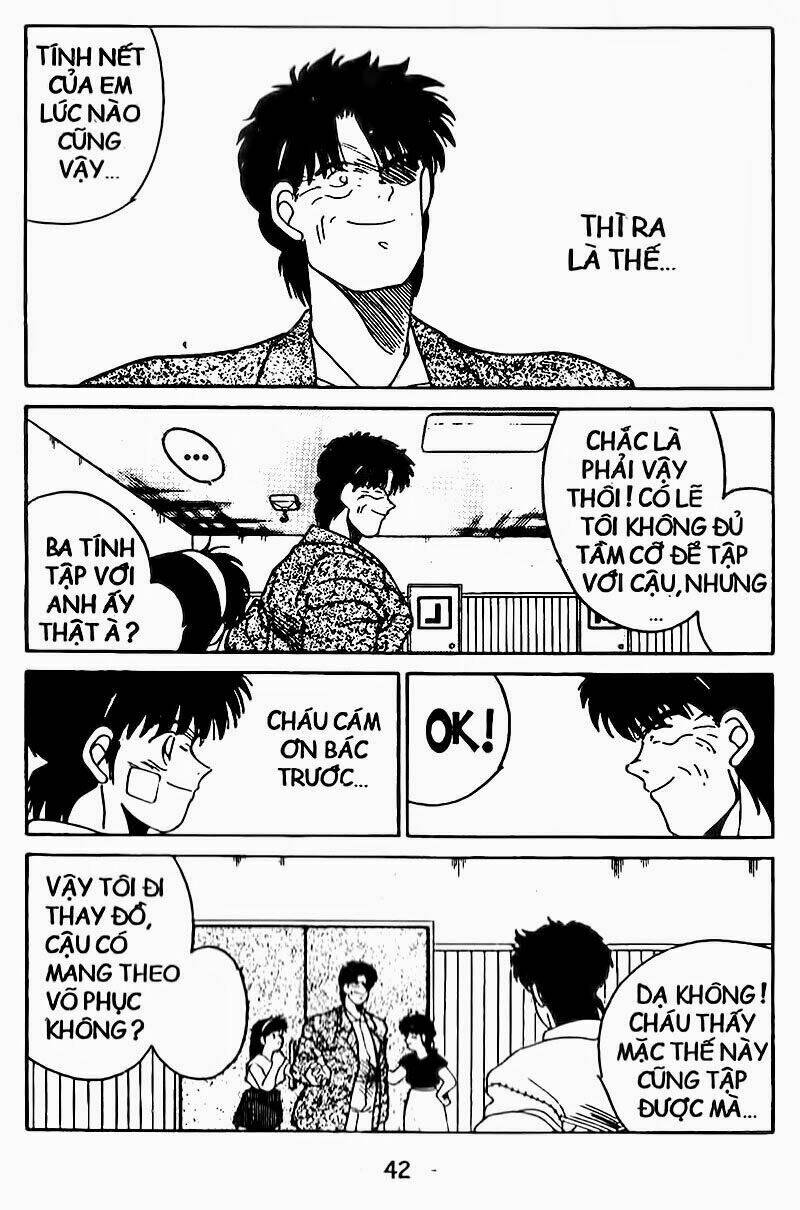 TÍNH NẾT
CỦA EM
LÚC NÀO
CŨNG
VẬY...
THÌ RA
LÀ THẾ...
BA TÍNH
TẬP VỚI
ANH ẤY
THẬT À?
...
CHẮC LÀ
PHẢI VẬY
THÔI! CÓ LẼ
TÔI KHÔNG ĐỦ
TẦM CỠ ĐỂ TẬP
VỚI CẬU, NHƯNG
...
CHÁU CÁM
ƠN BÁC
TRƯỚC...
OK!
VẬY TÔI ĐI
THAY ĐỒ,
CẬU CÓ
MANG THEO
VÕ PHỤC
KHÔNG?
DẠ KHÔNG!
CHÁU THẤY
MẶC THẾ NÀY
CŨNG TẬP
ĐƯỢC MÀ...
42